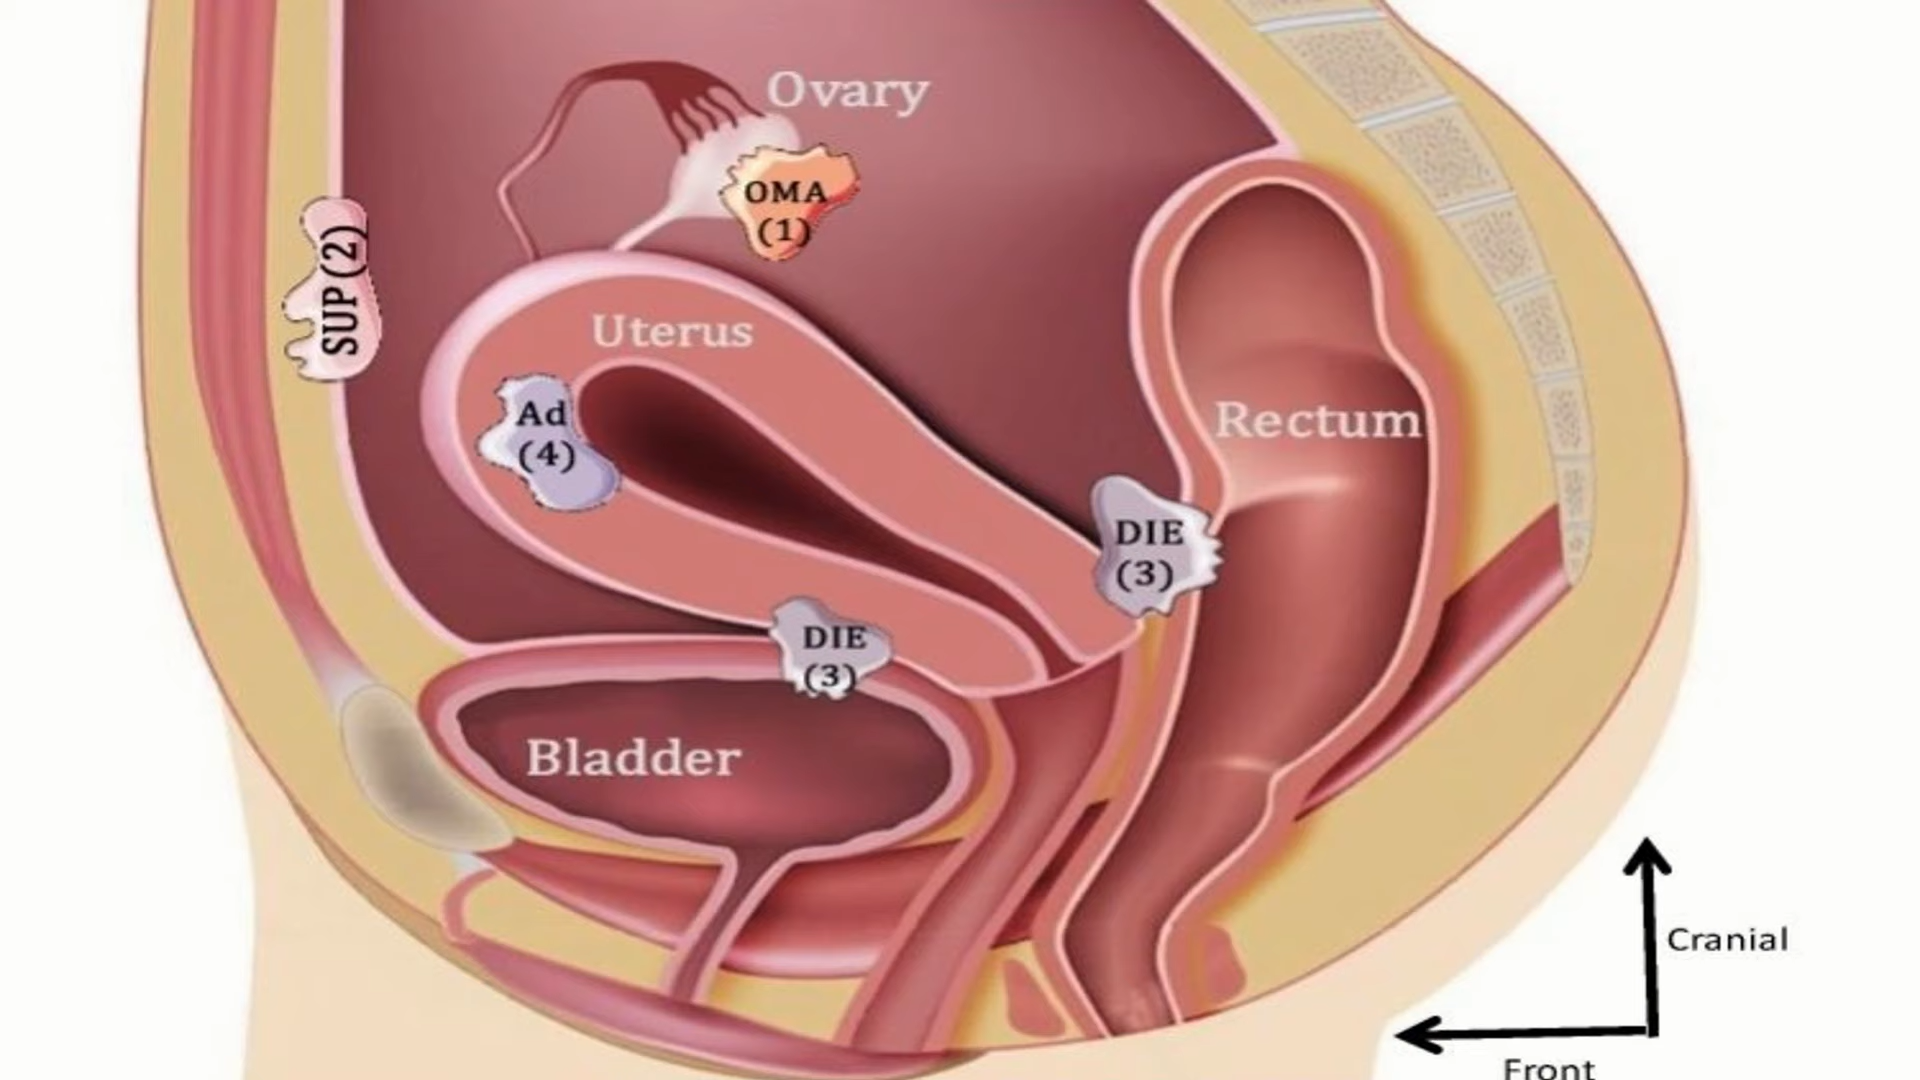 Ovary
OMA
(1)
SUP (2)
Uterus
Ad
(4)
Rectum
DIE
(3)
DIE
(3)
Bladder
Cranial
Front